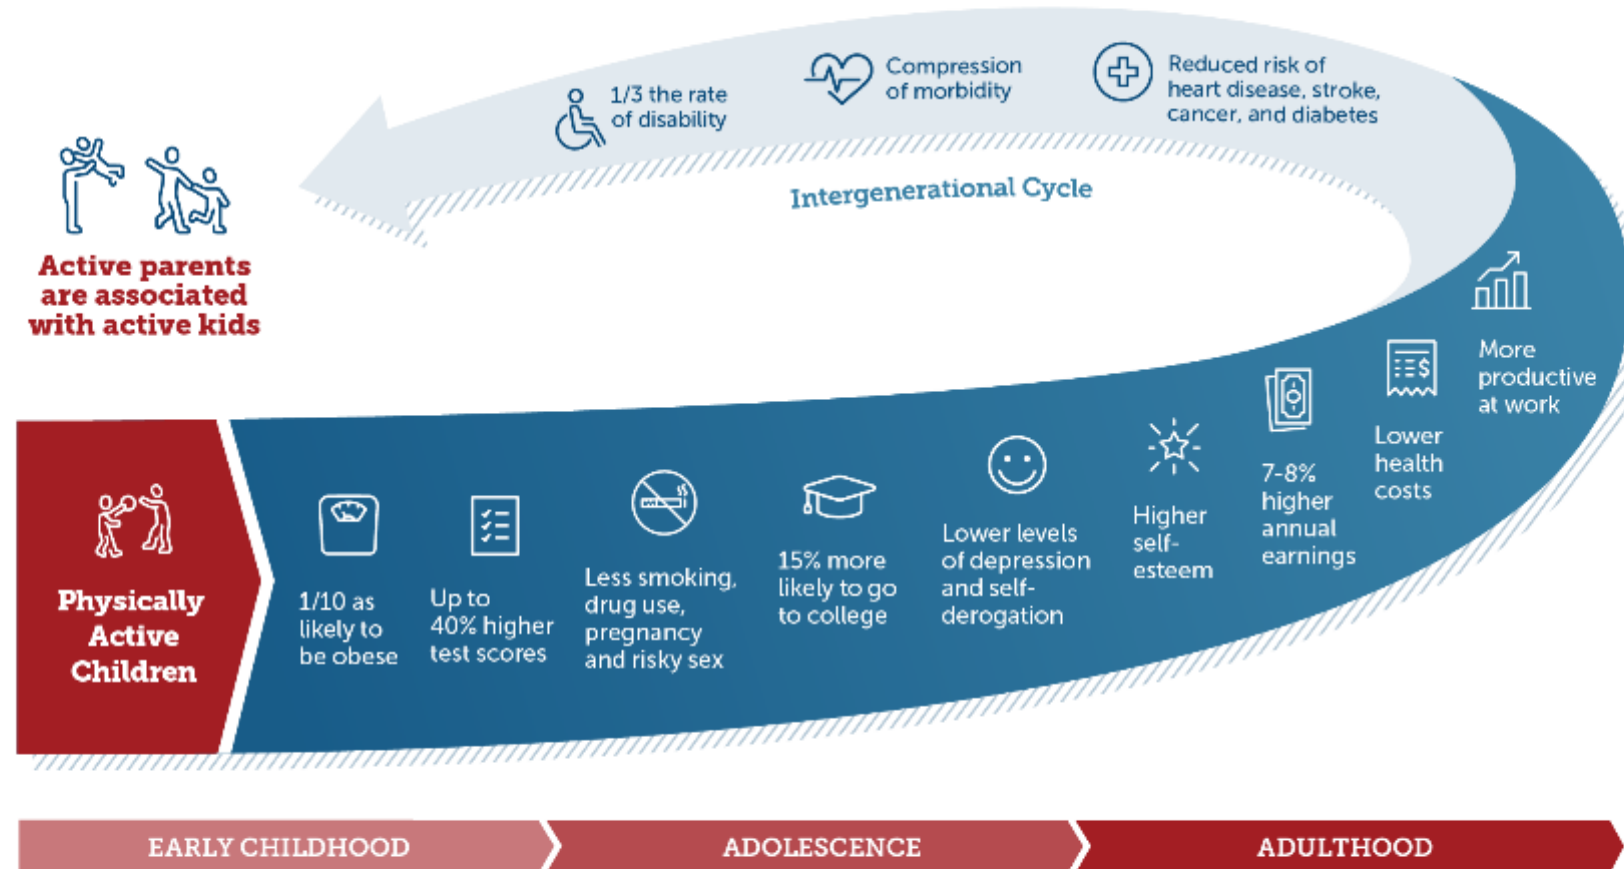 1/3 the rate
of disability
Compression
of morbidity
Reduced risk of
heart disease, stroke,
cancer, and diabetes
Intergenerational Cycle
Active parents
are associated
with active kids
Physically
Active
Children
1/10 as
likely to
be obese
Up to
40% higher
test scores
Less smoking,
drug use,
pregnancy
and risky sex
15% more
likely to go
to college
Lower levels
of depression
and self-
derogation
Higher
self-
esteem
7-8%
higher
annual
earnings
Lower
health
costs
More
productive
at work
EARLY CHILDHOOD
ADOLESCENCE
ADULTHOOD